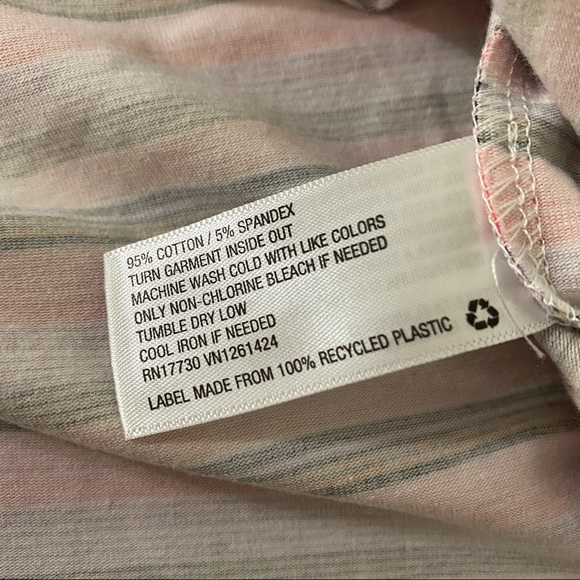 95% COTTON / 5% SPANDEX
TURN GARMENT INSIDE OUT
MACHINE WASH COLD WITH LIKE COLORS
ONLY NON-CHLORINE BLEACH IF NEEDED
TUMBLE DRY LOW
COOL IRON IF NEEDED
RN17730 VN1261424
LABEL MADE FROM 100% RECYCLED PLASTIC